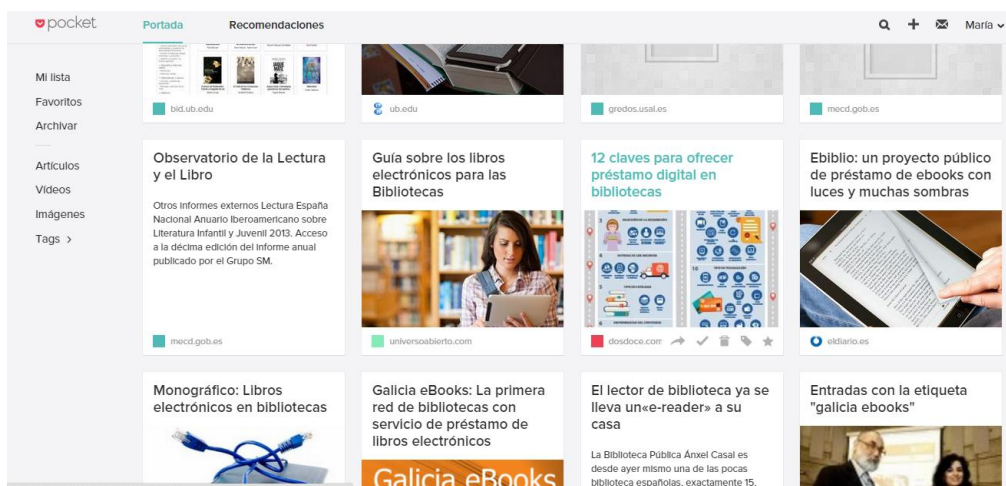 pocket
Portada
Recomendaciones
María
Mi lista
Favoritos
Archivar
Artículos
Vídeos
Imágenes
Tags >
bid.ub.edu
ub.edu
gredos.usal.es
mecd.gob.es
Observatorio de la Lectura
y el Libro
Otros informes externos Lectura España
Nacional Anuario Iberoamericano sobre
Literatura Infantil y Juvenil 2013. Acceso
a la décima edición del informe anual
publicado por el Grupo SM.
mecd.gob.es
Guía sobre los libros
electrónicos para las
Bibliotecas
universoabierto.com
12 claves para ofrecer
préstamo digital en
bibliotecas
dosdoce.com
Ebiblio: un proyecto público
de préstamo de ebooks con
luces y muchas sombras
eldiario.es
Monográfico: Libros
electrónicos en bibliotecas
Galicia eBooks: La primera
red de bibliotecas con
servicio de préstamo de
libros electrónicos
Galicia eBooks
El lector de biblioteca ya se
lleva un«e-reader» a su
casa
La Biblioteca Pública Ánxel Casal es
desde ayer mismo una de las pocas
biblioteca españolas, exactamente 15,
Entradas con la etiqueta
"galicia ebooks"